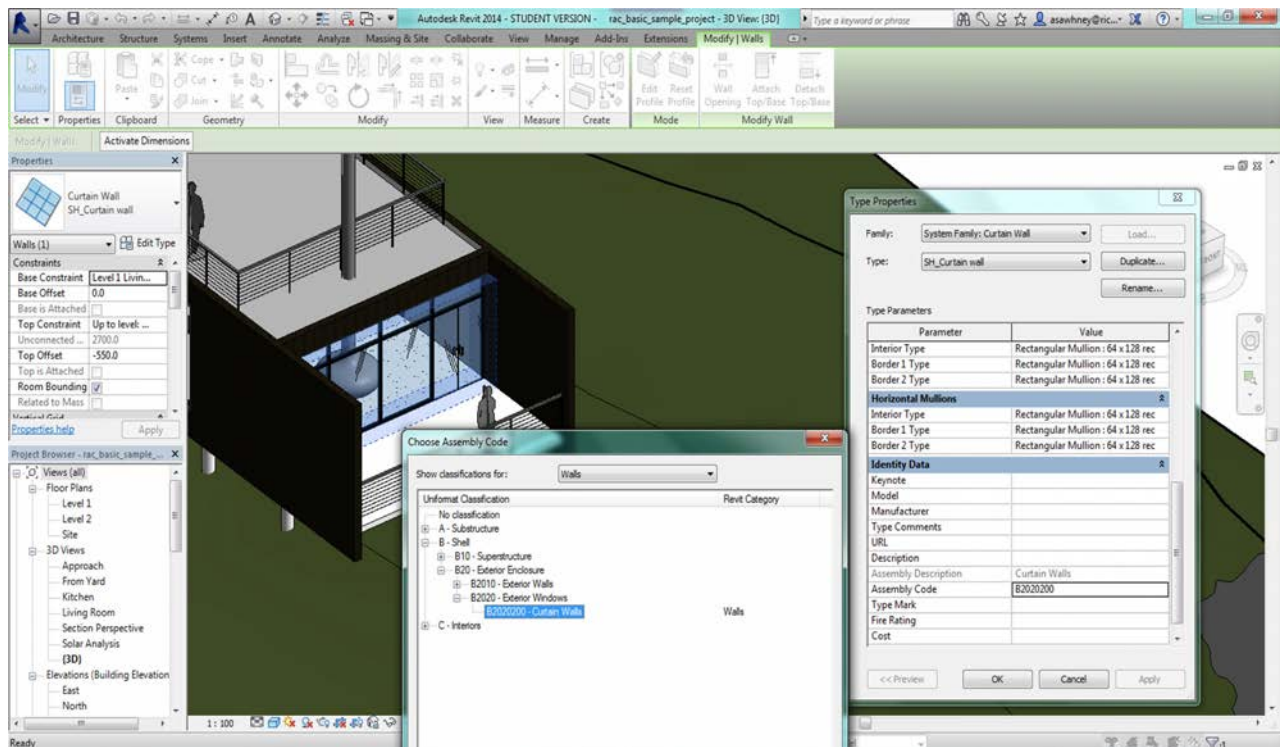 Autodesk Revit 2014 - STUDENT VERSION - rac_basic_sample_project - 3D View: {3D}
Type a keyword or phrase
asawhney@ric...
Architecture Structure Systems Insert Annotate Analyze Massing & Site Collaborate View Manage Add-Ins Extensions Modify | Walls
Modify
Paste
Cope
Cut
Join
Edit Profile
Reset Profile
Wall Opening
Attach Top/Base
Detach Top/Base
Select Properties Clipboard Geometry Modify View Measure Create Mode Modify Wall
Modify | Walls Activate Dimensions
Properties
Curtain Wall
SH_Curtain wall
Walls (1) Edit Type
Constraints
Base Constraint Level 1 Livin...
Base Offset 0.0
Base is Attached
Top Constraint Up to level: ...
Unconnected ... 2700.0
Top Offset -550.0
Top is Attached
Room Bounding
Related to Mass
Vertical Grid
Properties help Apply
Project Browser - rac_basic_sample_...
Views (all)
Floor Plans
Level 1
Level 2
Site
3D Views
Approach
From Yard
Kitchen
Living Room
Section Perspective
Solar Analysis
{3D}
Elevations (Building Elevation
East
North
1 : 100
Ready
Choose Assembly Code
Show classifications for: Walls
Uniformat Classification Revit Category
No classification
A - Substructure
B - Shell
B10 - Superstructure
B20 - Exterior Enclosure
B2010 - Exterior Walls
B2020 - Exterior Windows
B2020200 - Curtain Walls Walls
C - Interiors
Type Properties
Family: System Family: Curtain Wall Load...
Type: SH_Curtain wall Duplicate...
Rename...
Type Parameters
Parameter Value
Interior Type Rectangular Mullion : 64 x 128 rec
Border 1 Type Rectangular Mullion : 64 x 128 rec
Border 2 Type Rectangular Mullion : 64 x 128 rec
Horizontal Mullions
Interior Type Rectangular Mullion : 64 x 128 rec
Border 1 Type Rectangular Mullion : 64 x 128 rec
Border 2 Type Rectangular Mullion : 64 x 128 rec
Identity Data
Keynote
Model
Manufacturer
Type Comments
URL
Description
Assembly Description Curtain Walls
Assembly Code B2020200
Type Mark
Fire Rating
Cost
<< Preview OK Cancel Apply